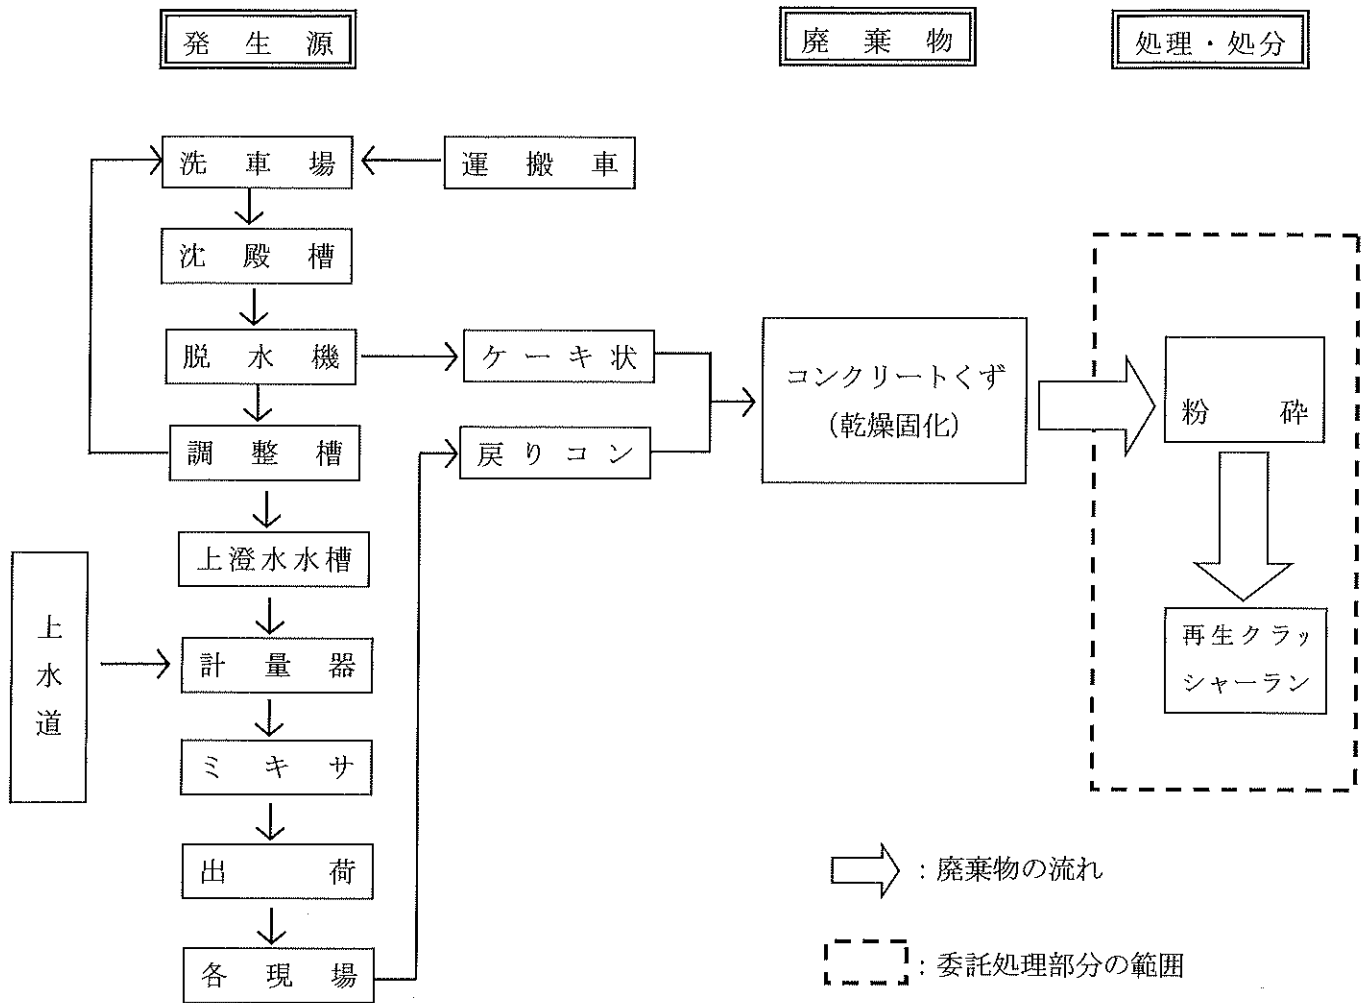 発生源
廃棄物
処理・処分
洗車場
運搬車
沈殿槽
脱水機
ケーキ状
コンクリートくず
(乾燥固化)
粉砕
調整槽
戻りコン
上澄水水槽
上水道
計量器
再生クラッ
シャーラン
ミキサ
出荷
各現場
：廃棄物の流れ
：委託処理部分の範囲